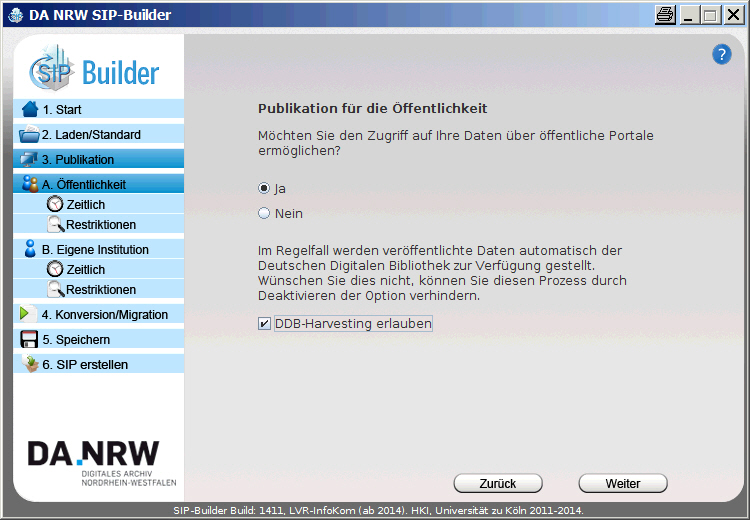 DA NRW SIP-Builder
SIP Builder
?
1. Start
2. Laden/Standard
3. Publikation
A. Öffentlichkeit
Zeitlich
Restriktionen
B. Eigene Institution
Zeitlich
Restriktionen
4. Konversion/Migration
5. Speichern
6. SIP erstellen
DA.NRW
DIGITALES ARCHIV
NORDRHEIN-WESTFALEN
Publikation für die Öffentlichkeit
Möchten Sie den Zugriff auf Ihre Daten über öffentliche Portale
ermöglichen?
Ja
Nein
Im Regelfall werden veröffentlichte Daten automatisch der
Deutschen Digitalen Bibliothek zur Verfügung gestellt.
Wünschen Sie dies nicht, können Sie diesen Prozess durch
Deaktivieren der Option verhindern.
DDB-Harvesting erlauben
Zurück Weiter
SIP-Builder Build: 1411, LVR-InfoKom (ab 2014). HKI, Universität zu Köln 2011-2014.